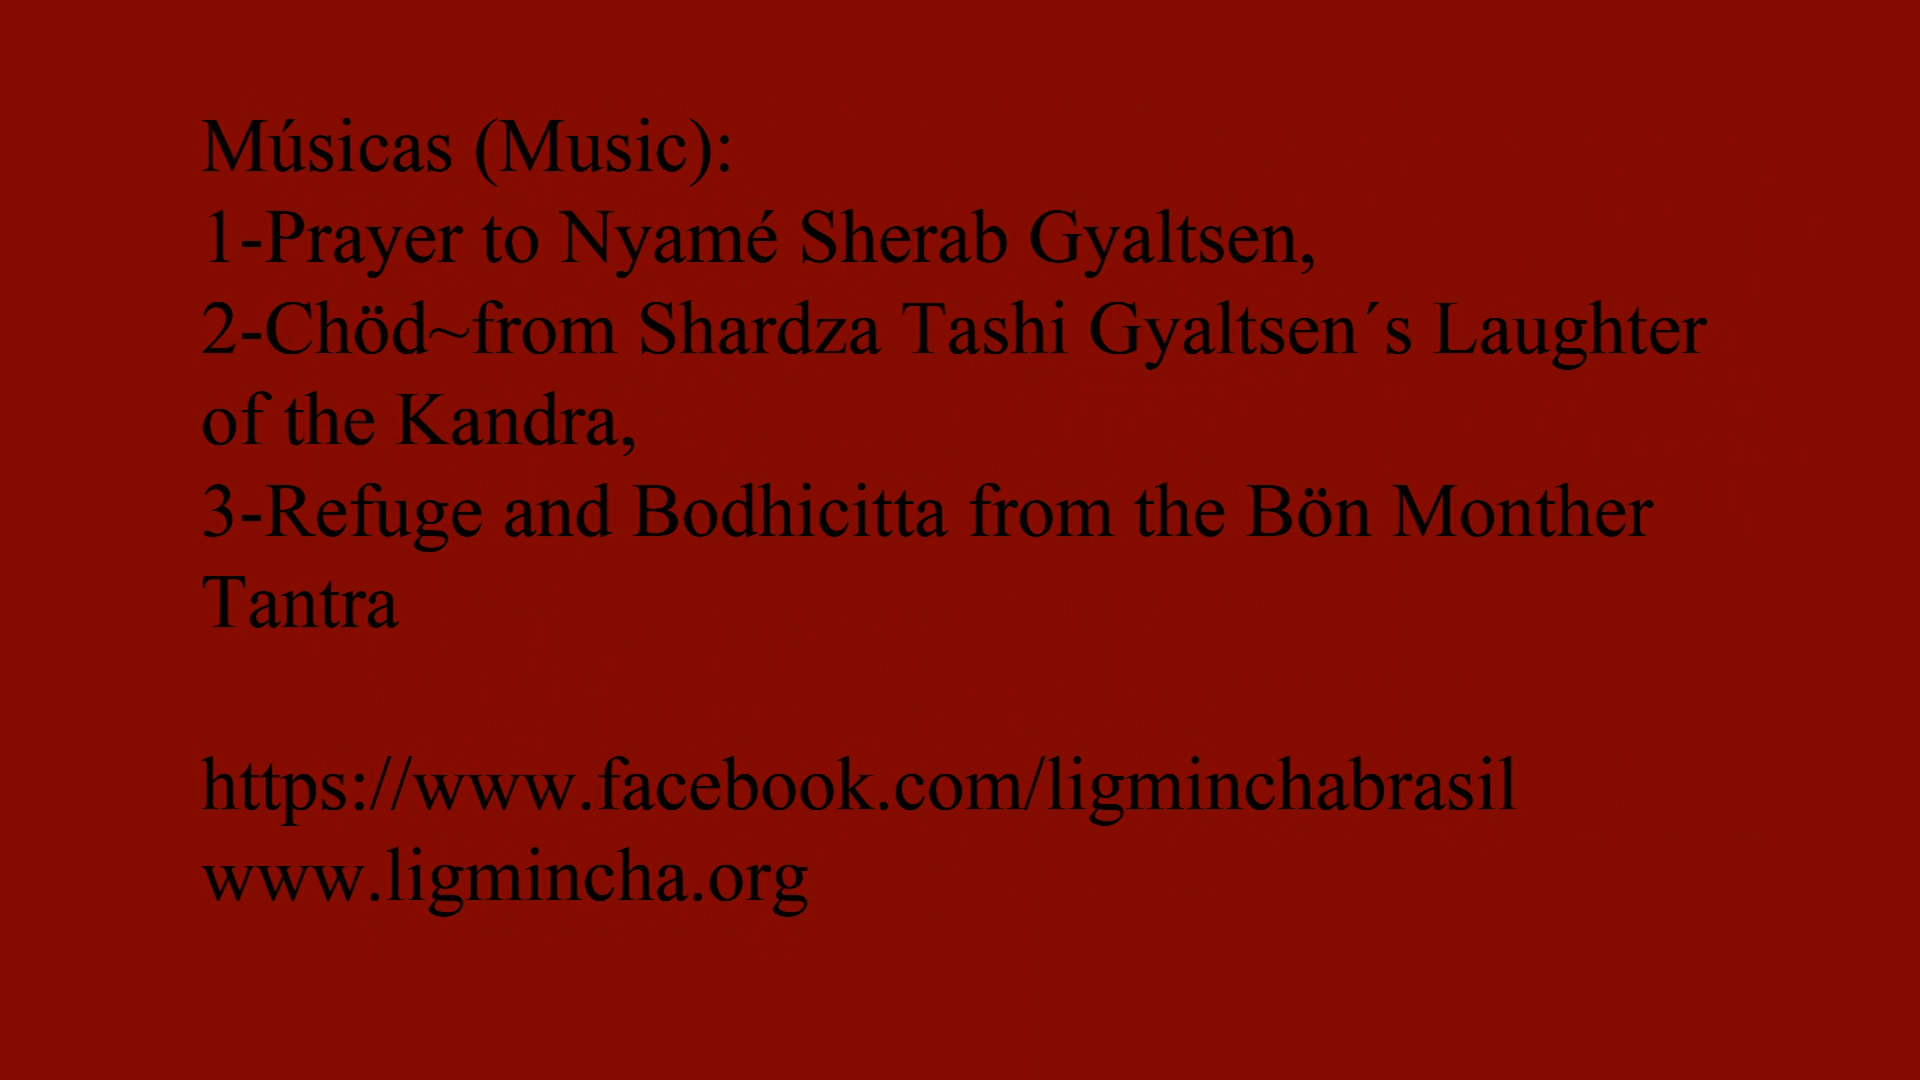 Músicas (Music):
1-Prayer to Nyamé Sherab Gyaltsen,
2-Chöd~from Shardza Tashi Gyaltsen´s Laughter
of the Kandra,
3-Refuge and Bodhicitta from the Bön Monther
Tantra
https://www.facebook.com/ligminchabrasil
www.ligmincha.org